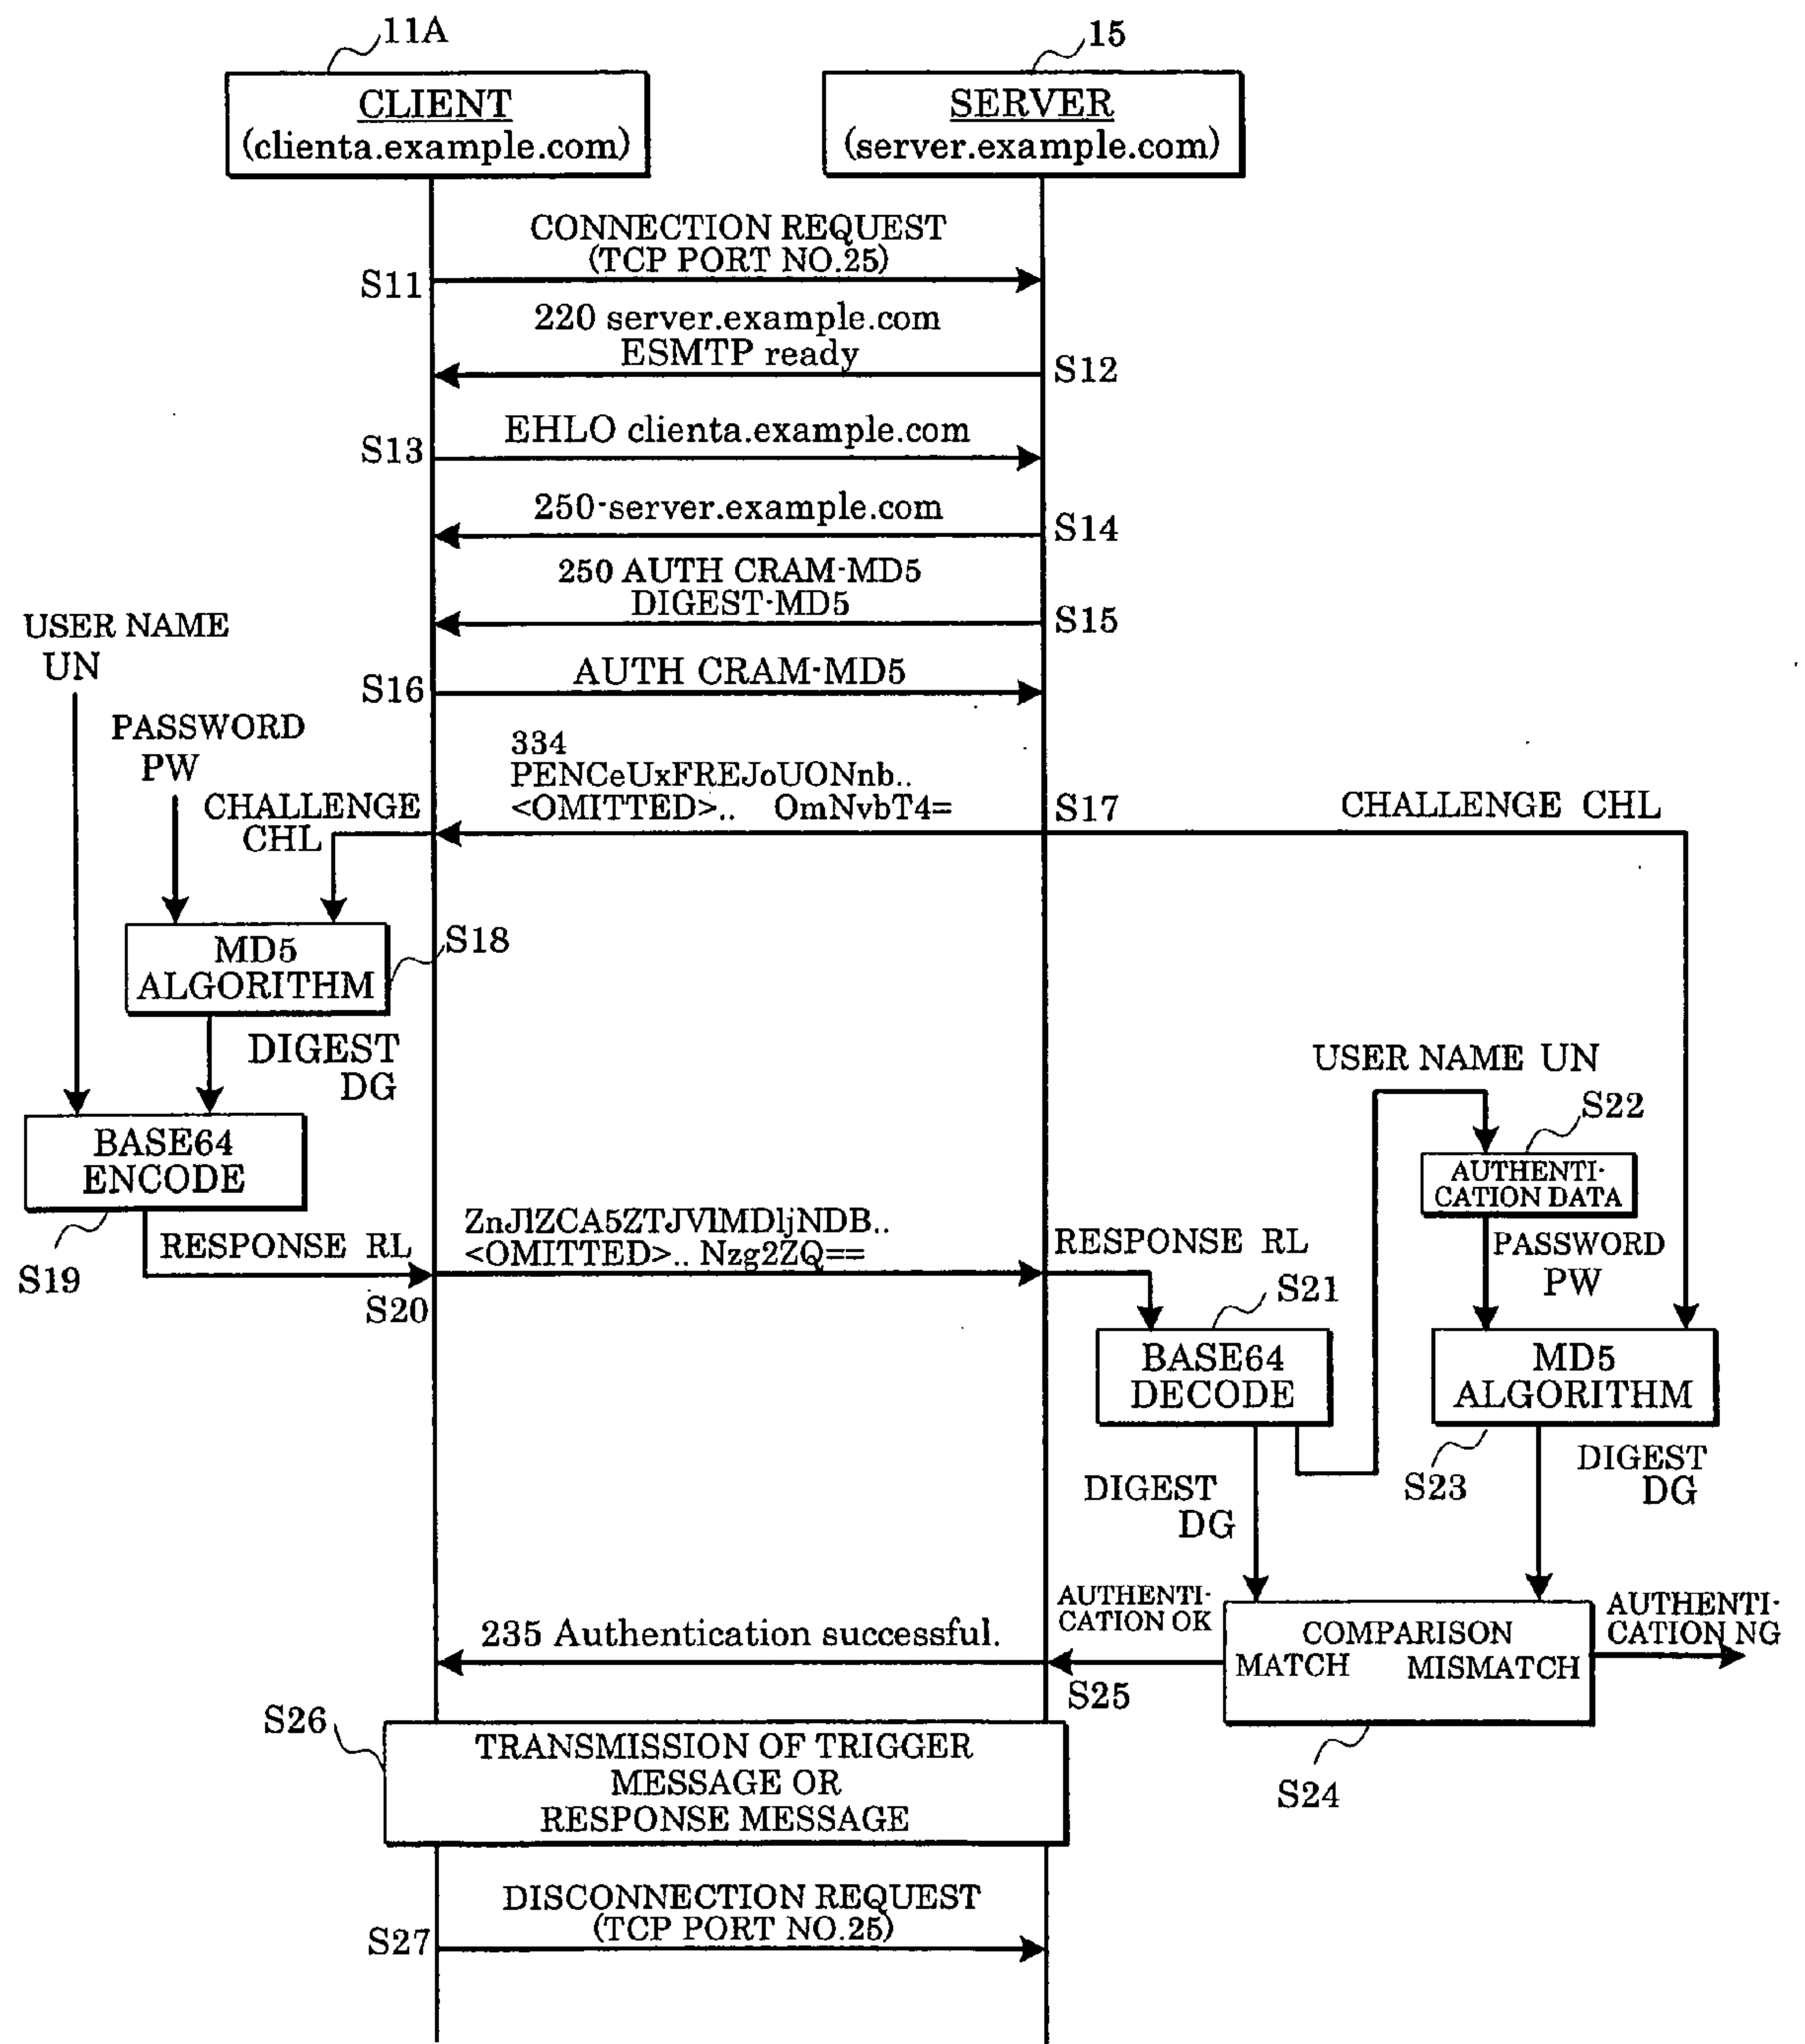 11A
15
CLIENT
(clienta.example.com)
SERVER
(server.example.com)
CONNECTION REQUEST
(TCP PORT NO.25)
S11
220 server.example.com
ESMTP ready
S12
EHLO clienta.example.com
S13
250-server.example.com
S14
250 AUTH CRAM-MD5
DIGEST-MD5
S15
USER NAME
UN
AUTH CRAM-MD5
S16
PASSWORD
PW
334
PENCeUxFREJoUONnb..
<OMITTED>.. OmNvbT4=
S17
CHALLENGE
CHL
CHALLENGE CHL
MD5
ALGORITHM
S18
DIGEST
DG
USER NAME UN
S22
BASE64
ENCODE
AUTHENTI-
CATION DATA
S19
RESPONSE RL
ZnJlZCA5ZTJVlMDljNDB..
<OMITTED>.. Nzg2ZQ==
S20
RESPONSE RL
PASSWORD
PW
S21
BASE64
DECODE
MD5
ALGORITHM
S23
DIGEST
DG
DIGEST
DG
AUTHENTI-
CATION OK
COMPARISON
MATCH MISMATCH
AUTHENTI-
CATION NG
235 Authentication successful.
S25
S24
S26
TRANSMISSION OF TRIGGER
MESSAGE OR
RESPONSE MESSAGE
DISCONNECTION REQUEST
(TCP PORT NO.25)
S27